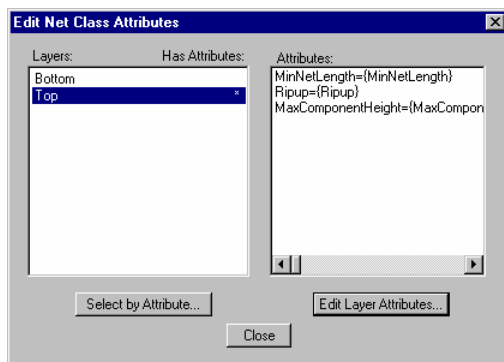 Edit Net Class Attributes
Layers: Has Attributes:
Bottom
Top *
Attributes:
MinNetLength={MinNetLength}
Ripup={Ripup}
MaxComponentHeight={MaxCompon
Select by Attribute...
Edit Layer Attributes...
Close